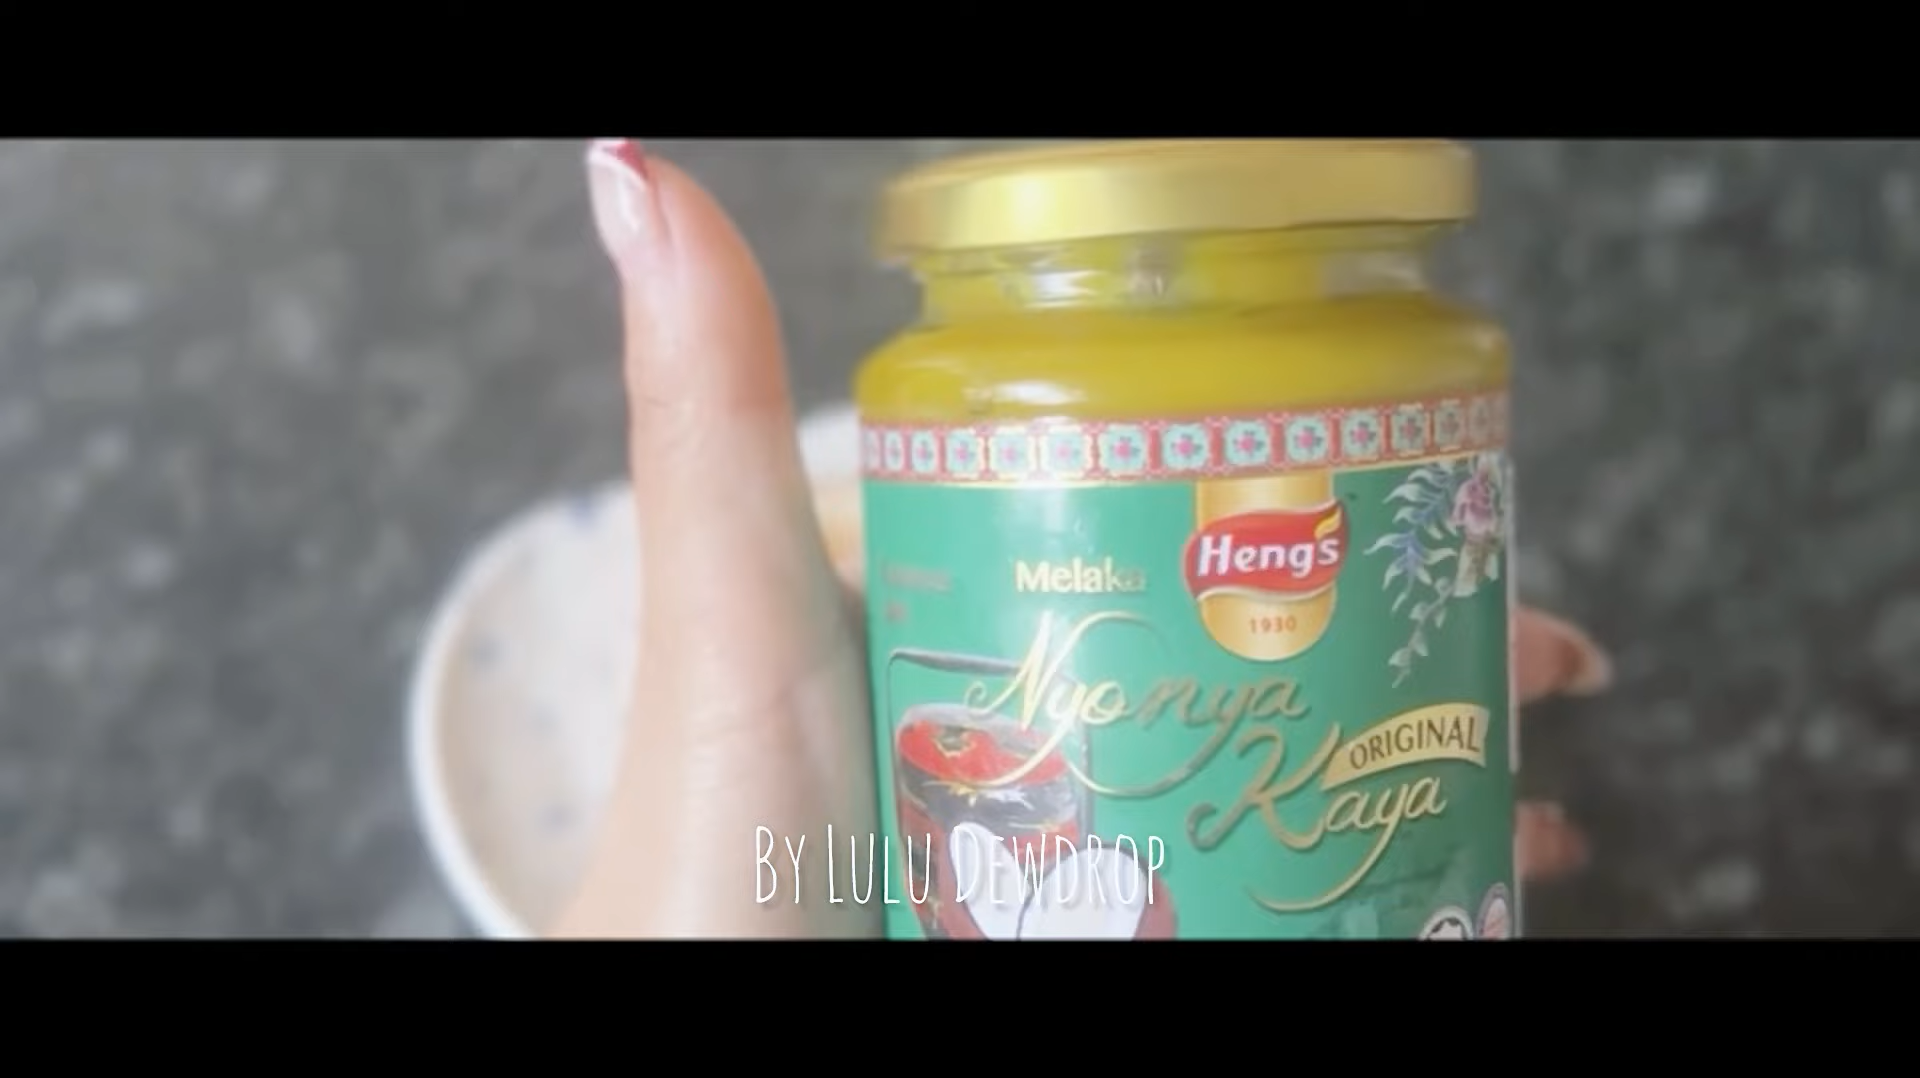 Heng's
Melaka
1930
Nyonya
ORIGINAL
Kaya
By Lulu Dewdrop